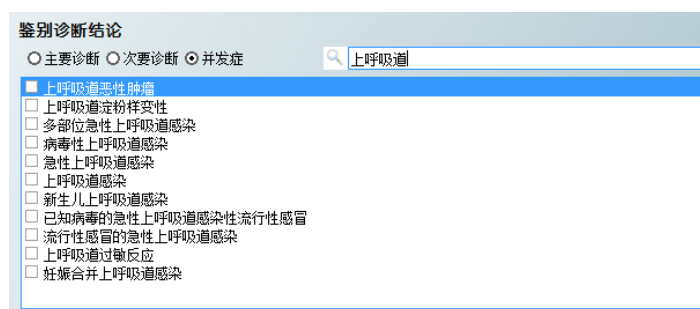 鉴别诊断结论
主要诊断 次要诊断 并发症 上呼吸道
上呼吸道恶性肿瘤
上呼吸道淀粉样变性
多部位急性上呼吸道感染
病毒性上呼吸道感染
急性上呼吸道感染
上呼吸道感染
新生儿上呼吸道感染
已知病毒的急性上呼吸道感染性流行性感冒
流行性感冒的急性上呼吸道感染
上呼吸道过敏反应
妊娠合并上呼吸道感染